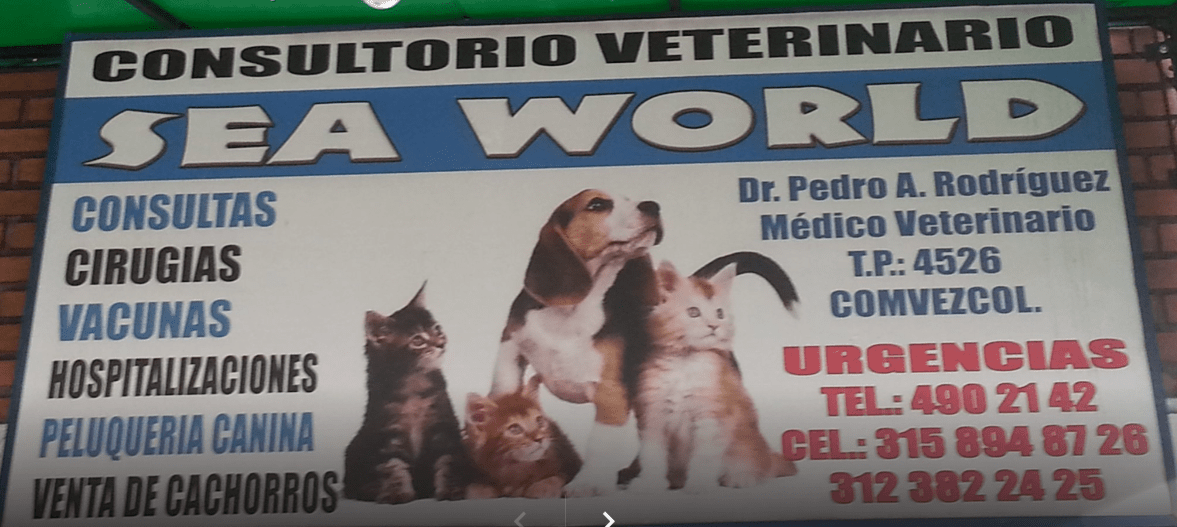 CONSULTORIO VETERINARIO
SEA WORLD
CONSULTAS
CIRUGIAS
VACUNAS
HOSPITALIZACIONES
PELUQUERIA CANINA
VENTA DE CACHORROS
Dr. Pedro A. Rodríguez
Médico Veterinario
T.P.: 4526
COMVEZCOL.
URGENCIAS
TEL.: 490 21 42
CEL.: 315 894 87 26
312 382 24 25